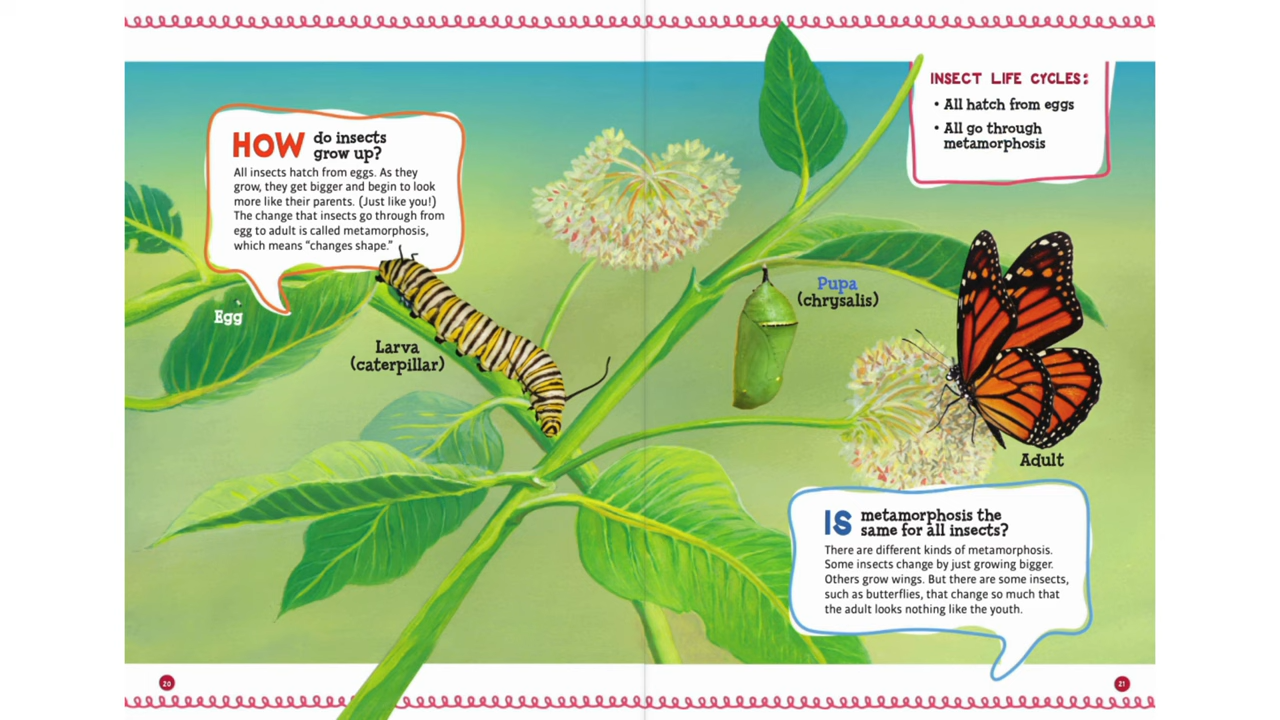 HOW do insects
grow up?
All insects hatch from eggs. As they
grow, they get bigger and begin to look
more like their parents. (Just like you!)
The change that insects go through from
egg to adult is called metamorphosis,
which means “changes shape.”
Egg
Larva
(caterpillar)
20
INSECT LIFE CYCLES:
• All hatch from eggs
• All go through
metamorphosis
Pupa
(chrysalis)
Adult
IS metamorphosis the
same for all insects?
There are different kinds of metamorphosis.
Some insects change by just growing bigger.
Others grow wings. But there are some insects,
such as butterflies, that change so much that
the adult looks nothing like the youth.
21